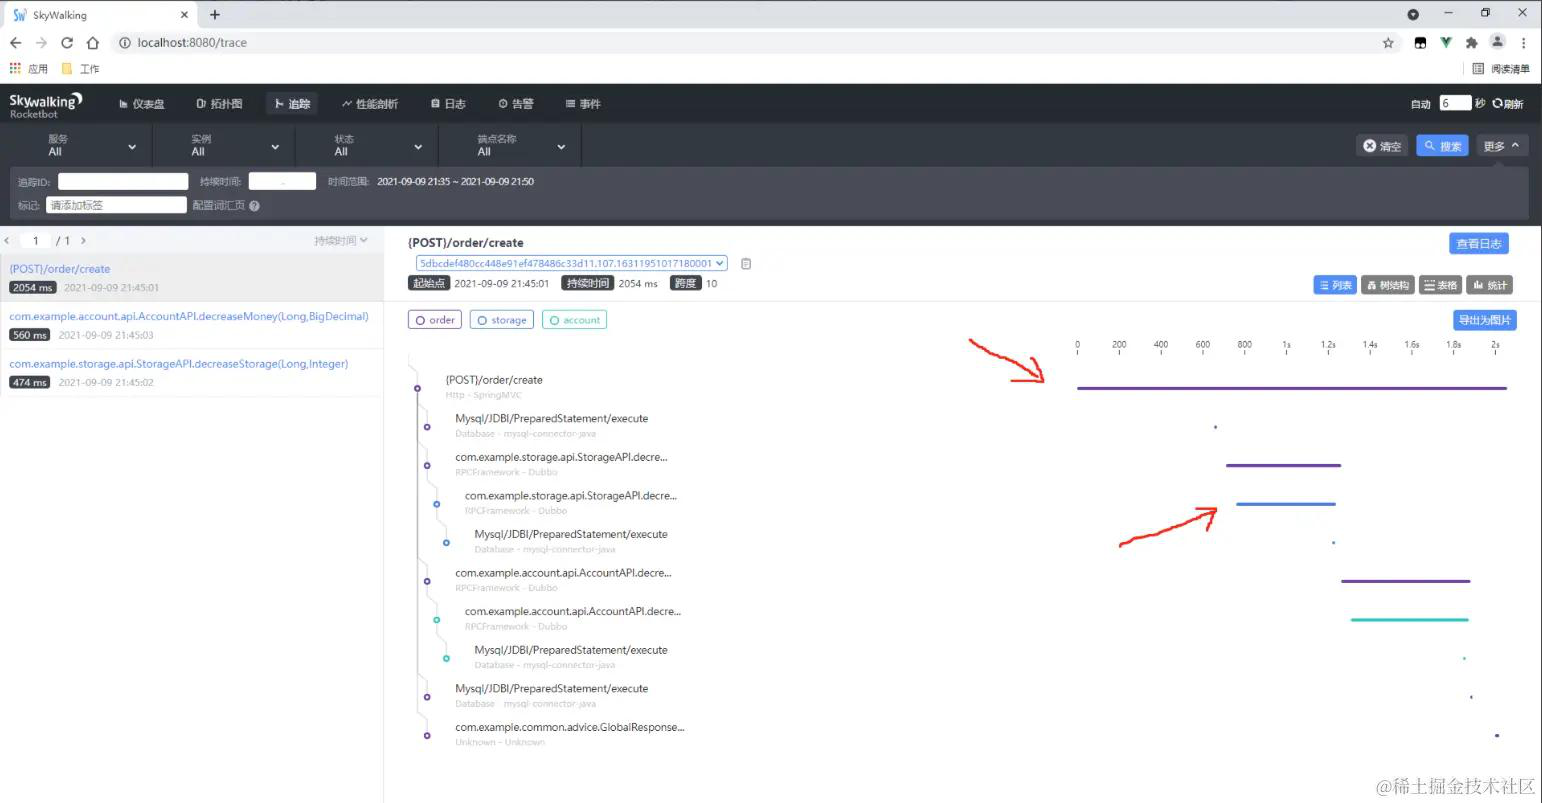 SkyWalking
localhost:8080/trace
应用 工作 阅读清单
Skywalking
Rocketbot
仪表盘 拓扑图 追踪 性能剖析 日志 告警 事件 自动 6 秒 刷新
服务 实例 状态 端点名称
All All All All 清空 搜索 更多
追踪ID: 持续时间: - 时间范围: 2021-09-09 21:35 ~ 2021-09-09 21:50
标记: 请添加标签 配置词汇页
1 / 1 持续时间
{POST}/order/create
2054 ms 2021-09-09 21:45:01
com.example.account.api.AccountAPI.decreaseMoney(Long,BigDecimal)
560 ms 2021-09-09 21:45:03
com.example.storage.api.StorageAPI.decreaseStorage(Long,Integer)
474 ms 2021-09-09 21:45:02
{POST}/order/create 查看日志
5dbcdef480cc448e91ef478486c33d11.107.16311951017180001
起始点 2021-09-09 21:45:01 持续时间 2054 ms 跨度 10 列表 树结构 表格 统计
order storage account 导出为图片
0 200 400 600 800 1s 1.2s 1.4s 1.6s 1.8s 2s
{POST}/order/create
Http - SpringMVC
Mysql/JDBI/PreparedStatement/execute
Database - mysql-connector-java
com.example.storage.api.StorageAPI.decre...
RPCFramework - Dubbo
com.example.storage.api.StorageAPI.decre...
RPCFramework - Dubbo
Mysql/JDBI/PreparedStatement/execute
Database - mysql-connector-java
com.example.account.api.AccountAPI.decre...
RPCFramework - Dubbo
com.example.account.api.AccountAPI.decre...
RPCFramework - Dubbo
Mysql/JDBI/PreparedStatement/execute
Database - mysql-connector-java
Mysql/JDBI/PreparedStatement/execute
Database - mysql-connector-java
com.example.common.advice.GlobalResponse...
Unknown - Unknown
@稀土掘金技术社区